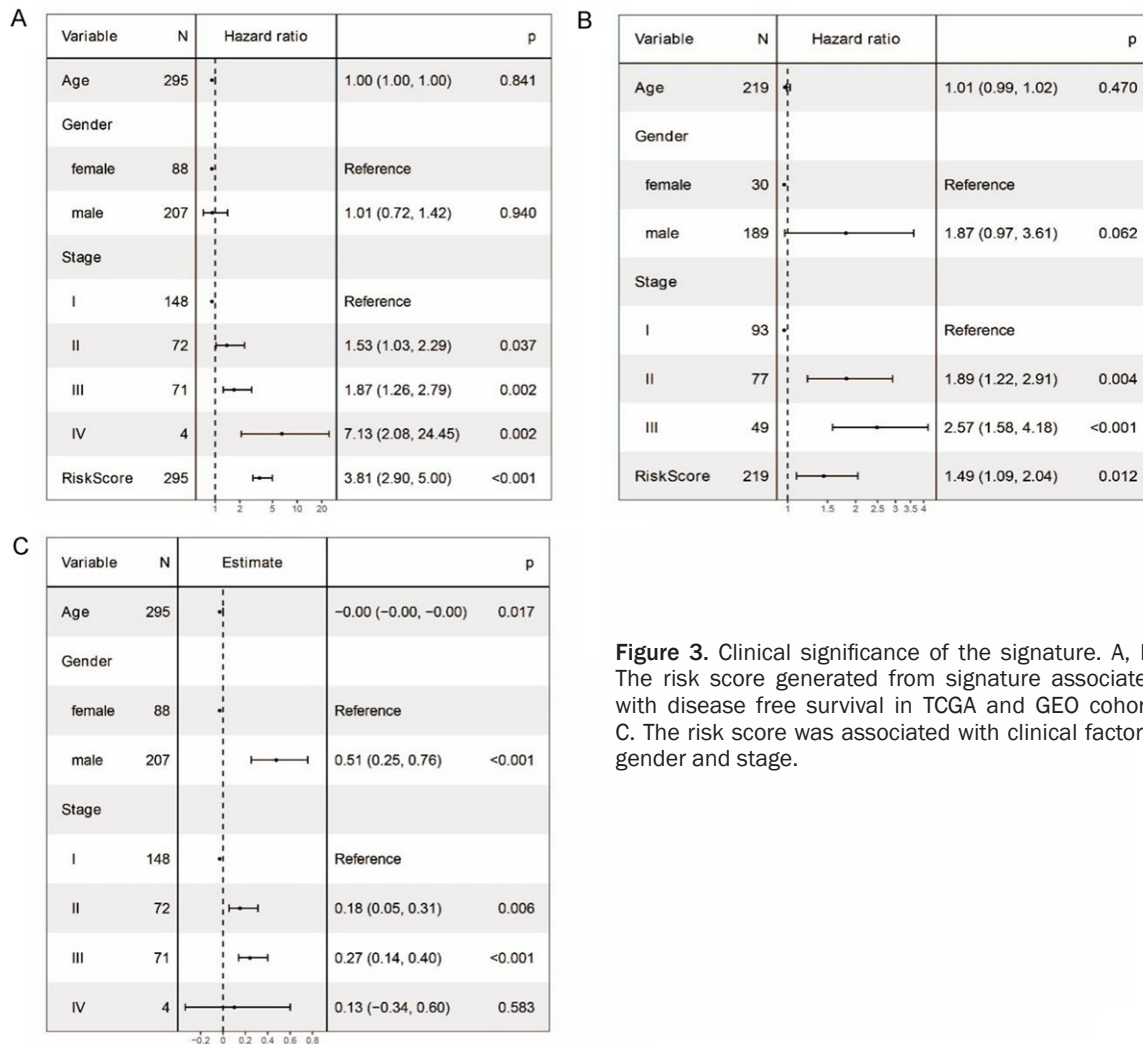 A
Variable N Hazard ratio p
Age 295 1.00 (1.00, 1.00) 0.841
Gender
female 88 Reference
male 207 1.01 (0.72, 1.42) 0.940
Stage
I 148 Reference
II 72 1.53 (1.03, 2.29) 0.037
III 71 1.87 (1.26, 2.79) 0.002
IV 4 7.13 (2.08, 24.45) 0.002
RiskScore 295 3.81 (2.90, 5.00) <0.001
1 2 5 10 20
B
Variable N Hazard ratio p
Age 219 1.01 (0.99, 1.02) 0.470
Gender
female 30 Reference
male 189 1.87 (0.97, 3.61) 0.062
Stage
I 93 Reference
II 77 1.89 (1.22, 2.91) 0.004
III 49 2.57 (1.58, 4.18) <0.001
RiskScore 219 1.49 (1.09, 2.04) 0.012
1 1.5 2 2.5 3 3.5 4
C
Variable N Estimate p
Age 295 −0.00 (−0.00, −0.00) 0.017
Gender
female 88 Reference
male 207 0.51 (0.25, 0.76) <0.001
Stage
I 148 Reference
II 72 0.18 (0.05, 0.31) 0.006
III 71 0.27 (0.14, 0.40) <0.001
IV 4 0.13 (−0.34, 0.60) 0.583
−0.2 0 0.2 0.4 0.6 0.8
Figure 3. Clinical significance of the signature. A,
The risk score generated from signature associate
with disease free survival in TCGA and GEO cohor
C. The risk score was associated with clinical factor
gender and stage.